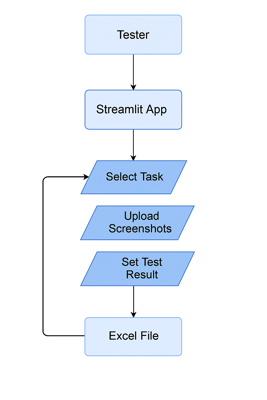 Tester
Streamlit App
Select Task
Upload
Screenshots
Set Test
Result
Excel File